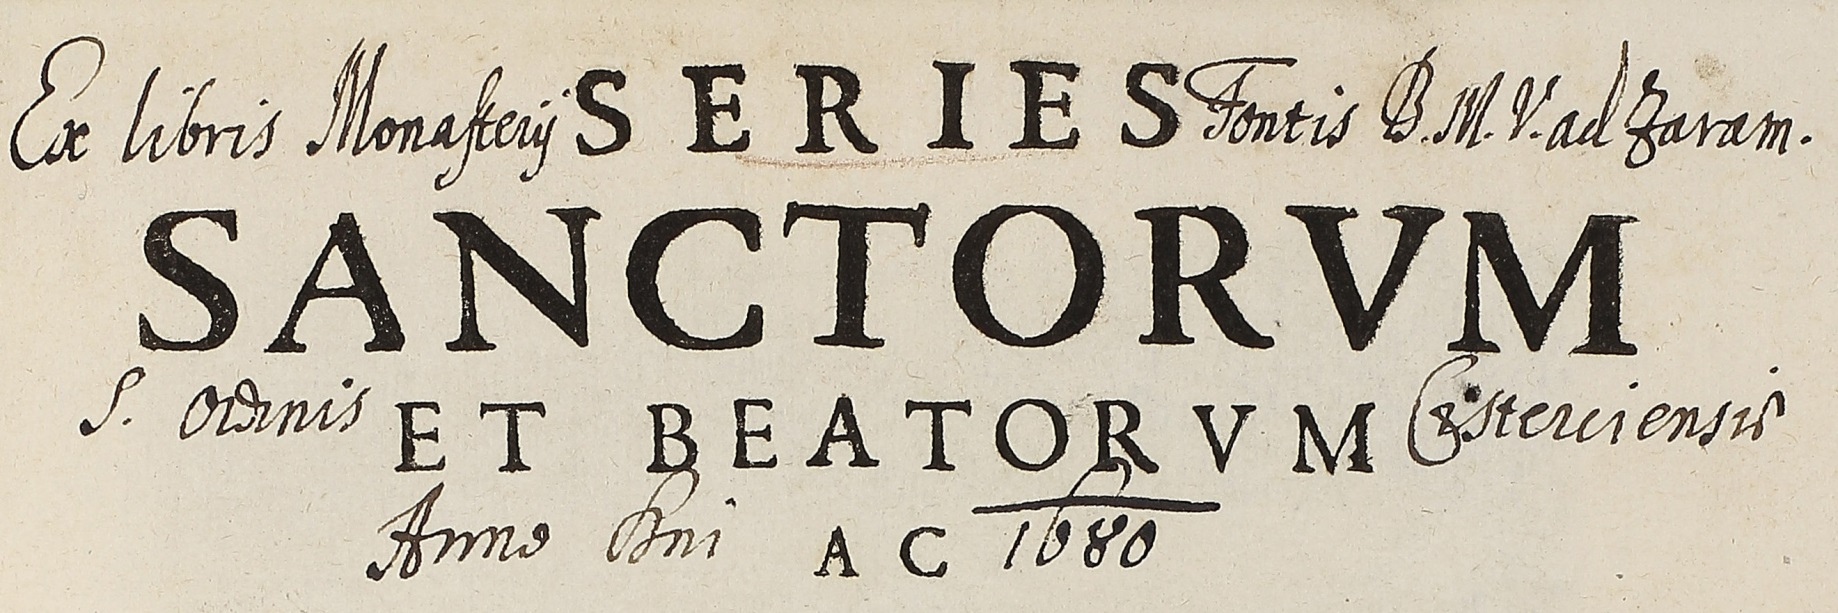 Ex libris Monasterij SERIES Fontis B. M. V. ad Zaram.
SANCTORVM
S. Ordinis ET BEATORVM Cisterciensis
Anno Dni AC 1680